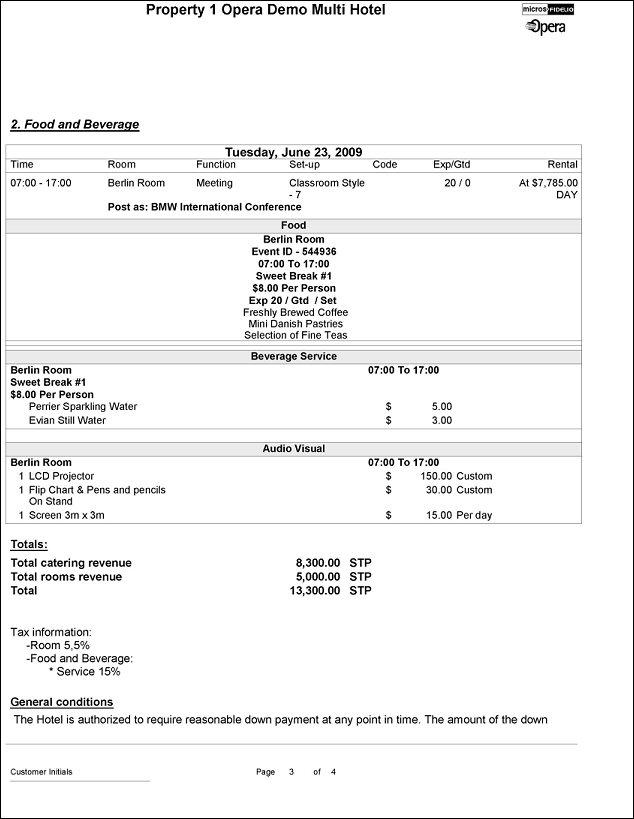 Property 1 Opera Demo Multi Hotel
micros FIDELIO
Opera
2. Food and Beverage
Tuesday, June 23, 2009
Time Room Function Set-up Code Exp/Gtd Rental
07:00 - 17:00 Berlin Room Meeting Classroom Style 20 / 0 At $7,785.00
- 7 DAY
Post as: BMW International Conference
Food
Berlin Room
Event ID - 544936
07:00 To 17:00
Sweet Break #1
$8.00 Per Person
Exp 20 / Gtd / Set
Freshly Brewed Coffee
Mini Danish Pastries
Selection of Fine Teas
Beverage Service
Berlin Room 07:00 To 17:00
Sweet Break #1
$8.00 Per Person
Perrier Sparkling Water $ 5.00
Evian Still Water $ 3.00
Audio Visual
Berlin Room 07:00 To 17:00
1 LCD Projector $ 150.00 Custom
1 Flip Chart & Pens and pencils $ 30.00 Custom
On Stand
1 Screen 3m x 3m $ 15.00 Per day
Totals:
Total catering revenue 8,300.00 STP
Total rooms revenue 5,000.00 STP
Total 13,300.00 STP
Tax information:
-Room 5,5%
-Food and Beverage:
* Service 15%
General conditions
The Hotel is authorized to require reasonable down payment at any point in time. The amount of the down
Customer Initials Page 3 of 4